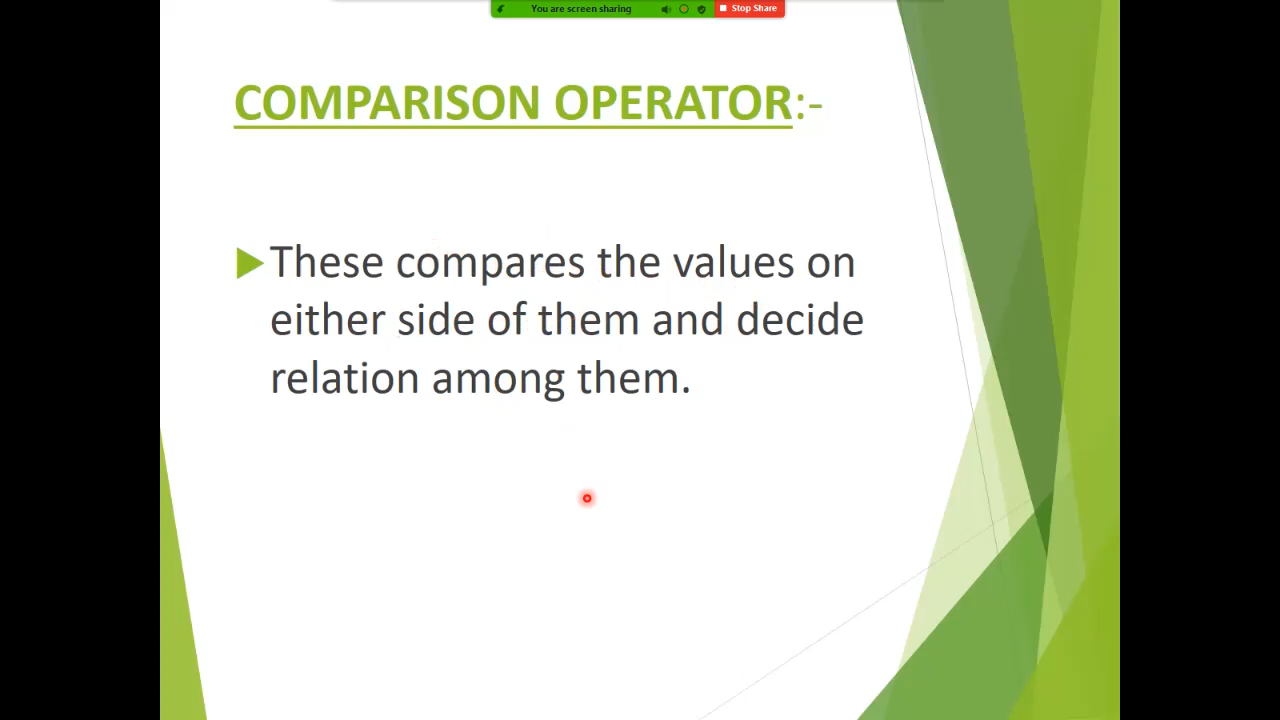 You are screen sharing
Stop Share
COMPARISON OPERATOR:-
These compares the values on
either side of them and decide
relation among them.